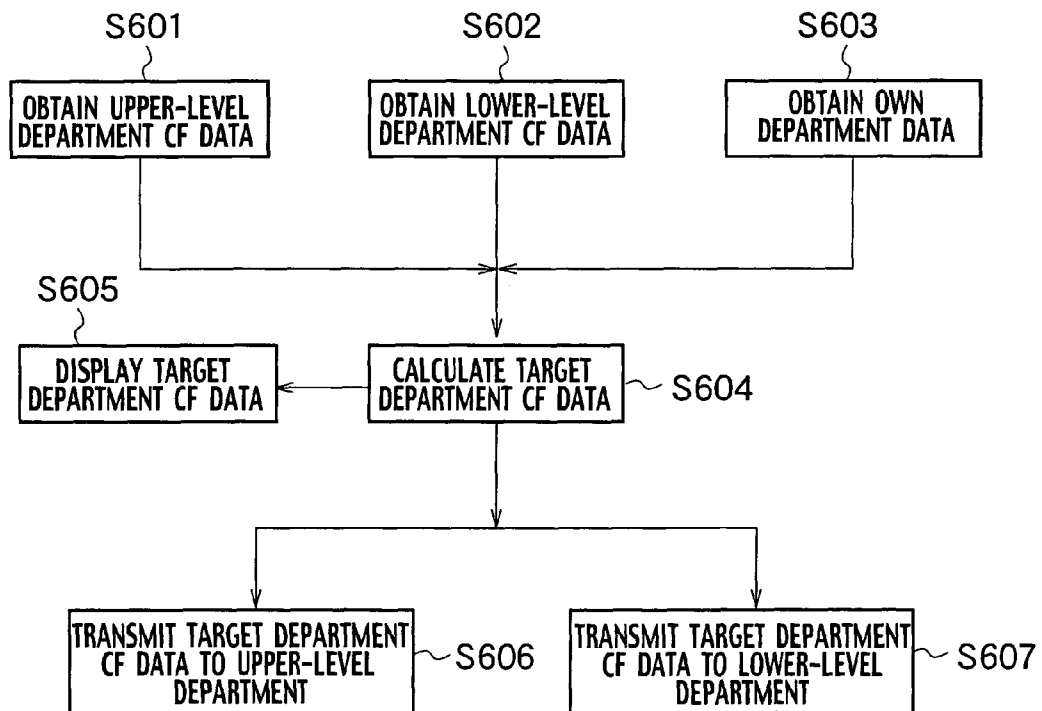 S601
S602
S603
OBTAIN UPPER-LEVEL
DEPARTMENT CF DATA
OBTAIN LOWER-LEVEL
DEPARTMENT CF DATA
OBTAIN OWN
DEPARTMENT DATA
S605
DISPLAY TARGET
DEPARTMENT CF DATA
CALCULATE TARGET
DEPARTMENT CF DATA
S604
TRANSMIT TARGET DEPARTMENT
CF DATA TO UPPER-LEVEL
DEPARTMENT
S606
TRANSMIT TARGET DEPARTMENT
CF DATA TO LOWER-LEVEL
DEPARTMENT
S607